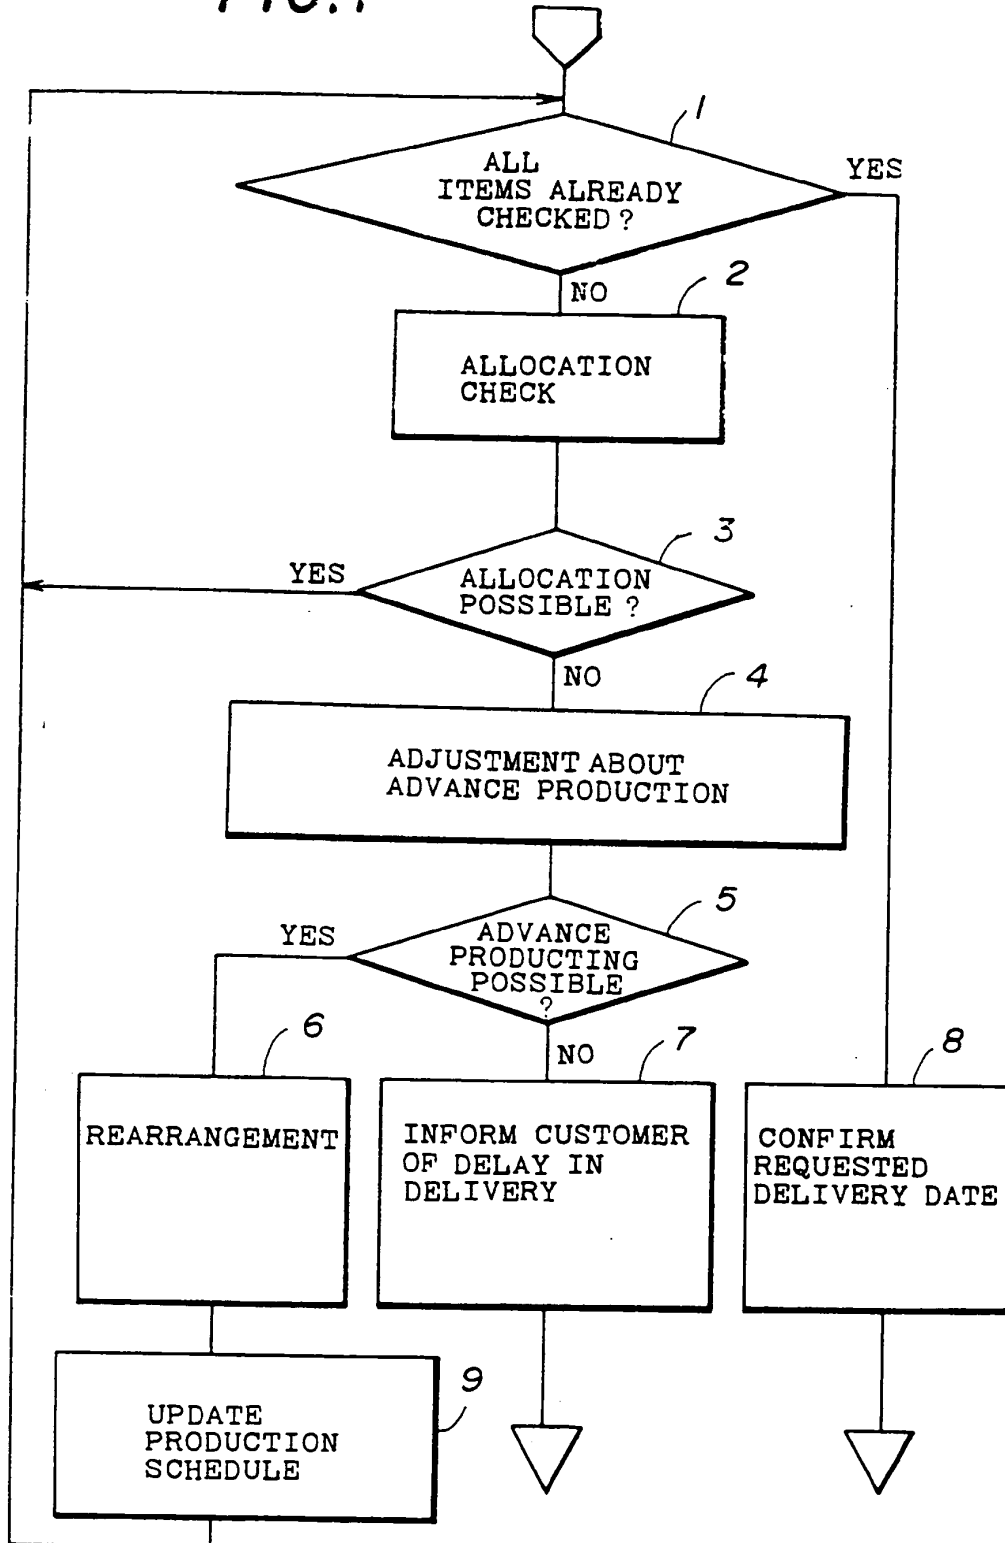 FIG.1
1
ALL
ITEMS ALREADY
CHECKED?
YES
NO
2
ALLOCATION
CHECK
3
YES
ALLOCATION
POSSIBLE?
NO
4
ADJUSTMENT ABOUT
ADVANCE PRODUCTION
5
YES
ADVANCE
PRODUCTING
POSSIBLE
?
NO
6
7
8
REARRANGEMENT
INFORM CUSTOMER
OF DELAY IN
DELIVERY
CONFIRM
REQUESTED
DELIVERY DATE
9
UPDATE
PRODUCTION
SCHEDULE